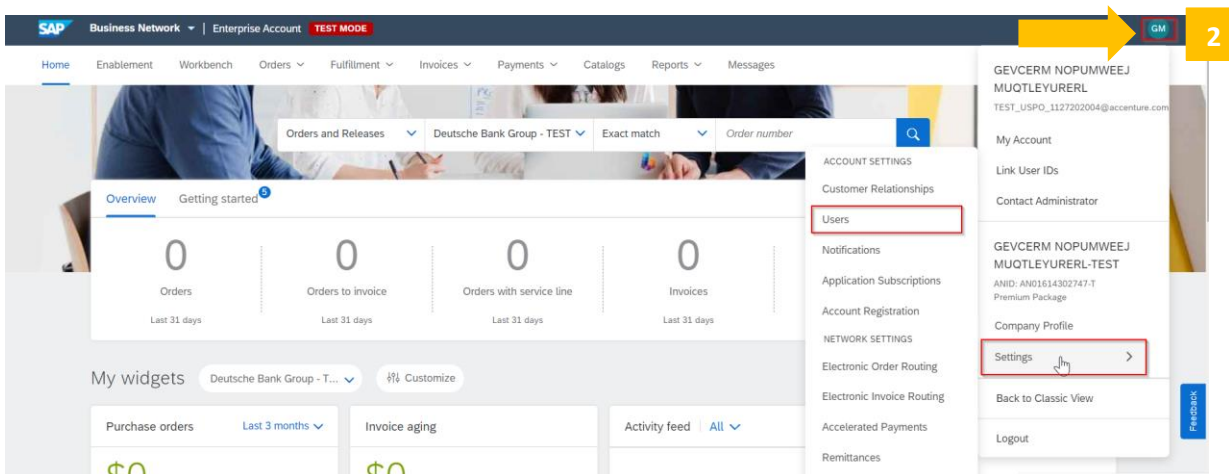 SAP Business Network | Enterprise Account TEST MODE GM 2
Home Enablement Workbench Orders Fulfillment Invoices Payments Catalogs Reports Messages
Orders and Releases Deutsche Bank Group - TEST Exact match Order number
Overview Getting started 5
0 0 0 0
Orders Orders to invoice Orders with service line Invoices
Last 31 days Last 31 days Last 31 days Last 31 days
My widgets Deutsche Bank Group - T... Customize
Purchase orders Last 3 months Invoice aging Activity feed All
$0 $0
ACCOUNT SETTINGS
Customer Relationships
Users
Notifications
Application Subscriptions
Account Registration
NETWORK SETTINGS
Electronic Order Routing
Electronic Invoice Routing
Accelerated Payments
Remittances
GEVCERM NOPUMWEEJ
MUQTLEYURERL
TEST_USPO_1127202004@accenture.com
My Account
Link User IDs
Contact Administrator
GEVCERM NOPUMWEEJ
MUQTLEYURERL-TEST
ANID: AN01614302747-T
Premium Package
Company Profile
Settings
Back to Classic View
Logout
Feedback